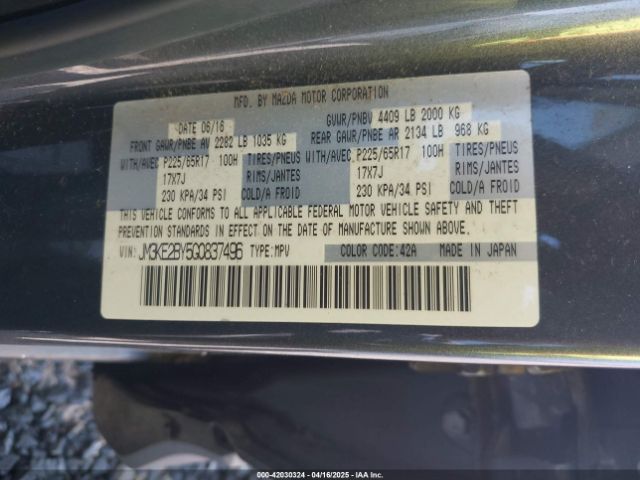 MFD. BY MAZDA MOTOR CORPORATION
DATE 06/16 GVWR/PNBV 4409 LB 2000 KG
FRONT GAWR/PNBE AV 2282 LB 1035 KG REAR GAWR/PNBE AR 2134 LB 968 KG
WITH/AVEC P225/65R17 100H TIRES/PNEUS WITH/AVEC P225/65R17 100H TIRES/PNEUS
17X7J RIMS/JANTES 17X7J RIMS/JANTES
230 KPA/34 PSI COLD/A FROID 230 KPA/34 PSI COLD/A FROID
THIS VEHICLE CONFORMS TO ALL APPLICABLE FEDERAL MOTOR VEHICLE SAFETY AND THEFT
PREVENTION STANDARDS IN EFFECT ON THE DATE OF MANUFACTURE SHOWN ABOVE.
VIN: JM3KE2BY5G0837496 TYPE: MPV COLOR CODE: 42A MADE IN JAPAN
000-42030324 - 04/16/2025 - IAA Inc.